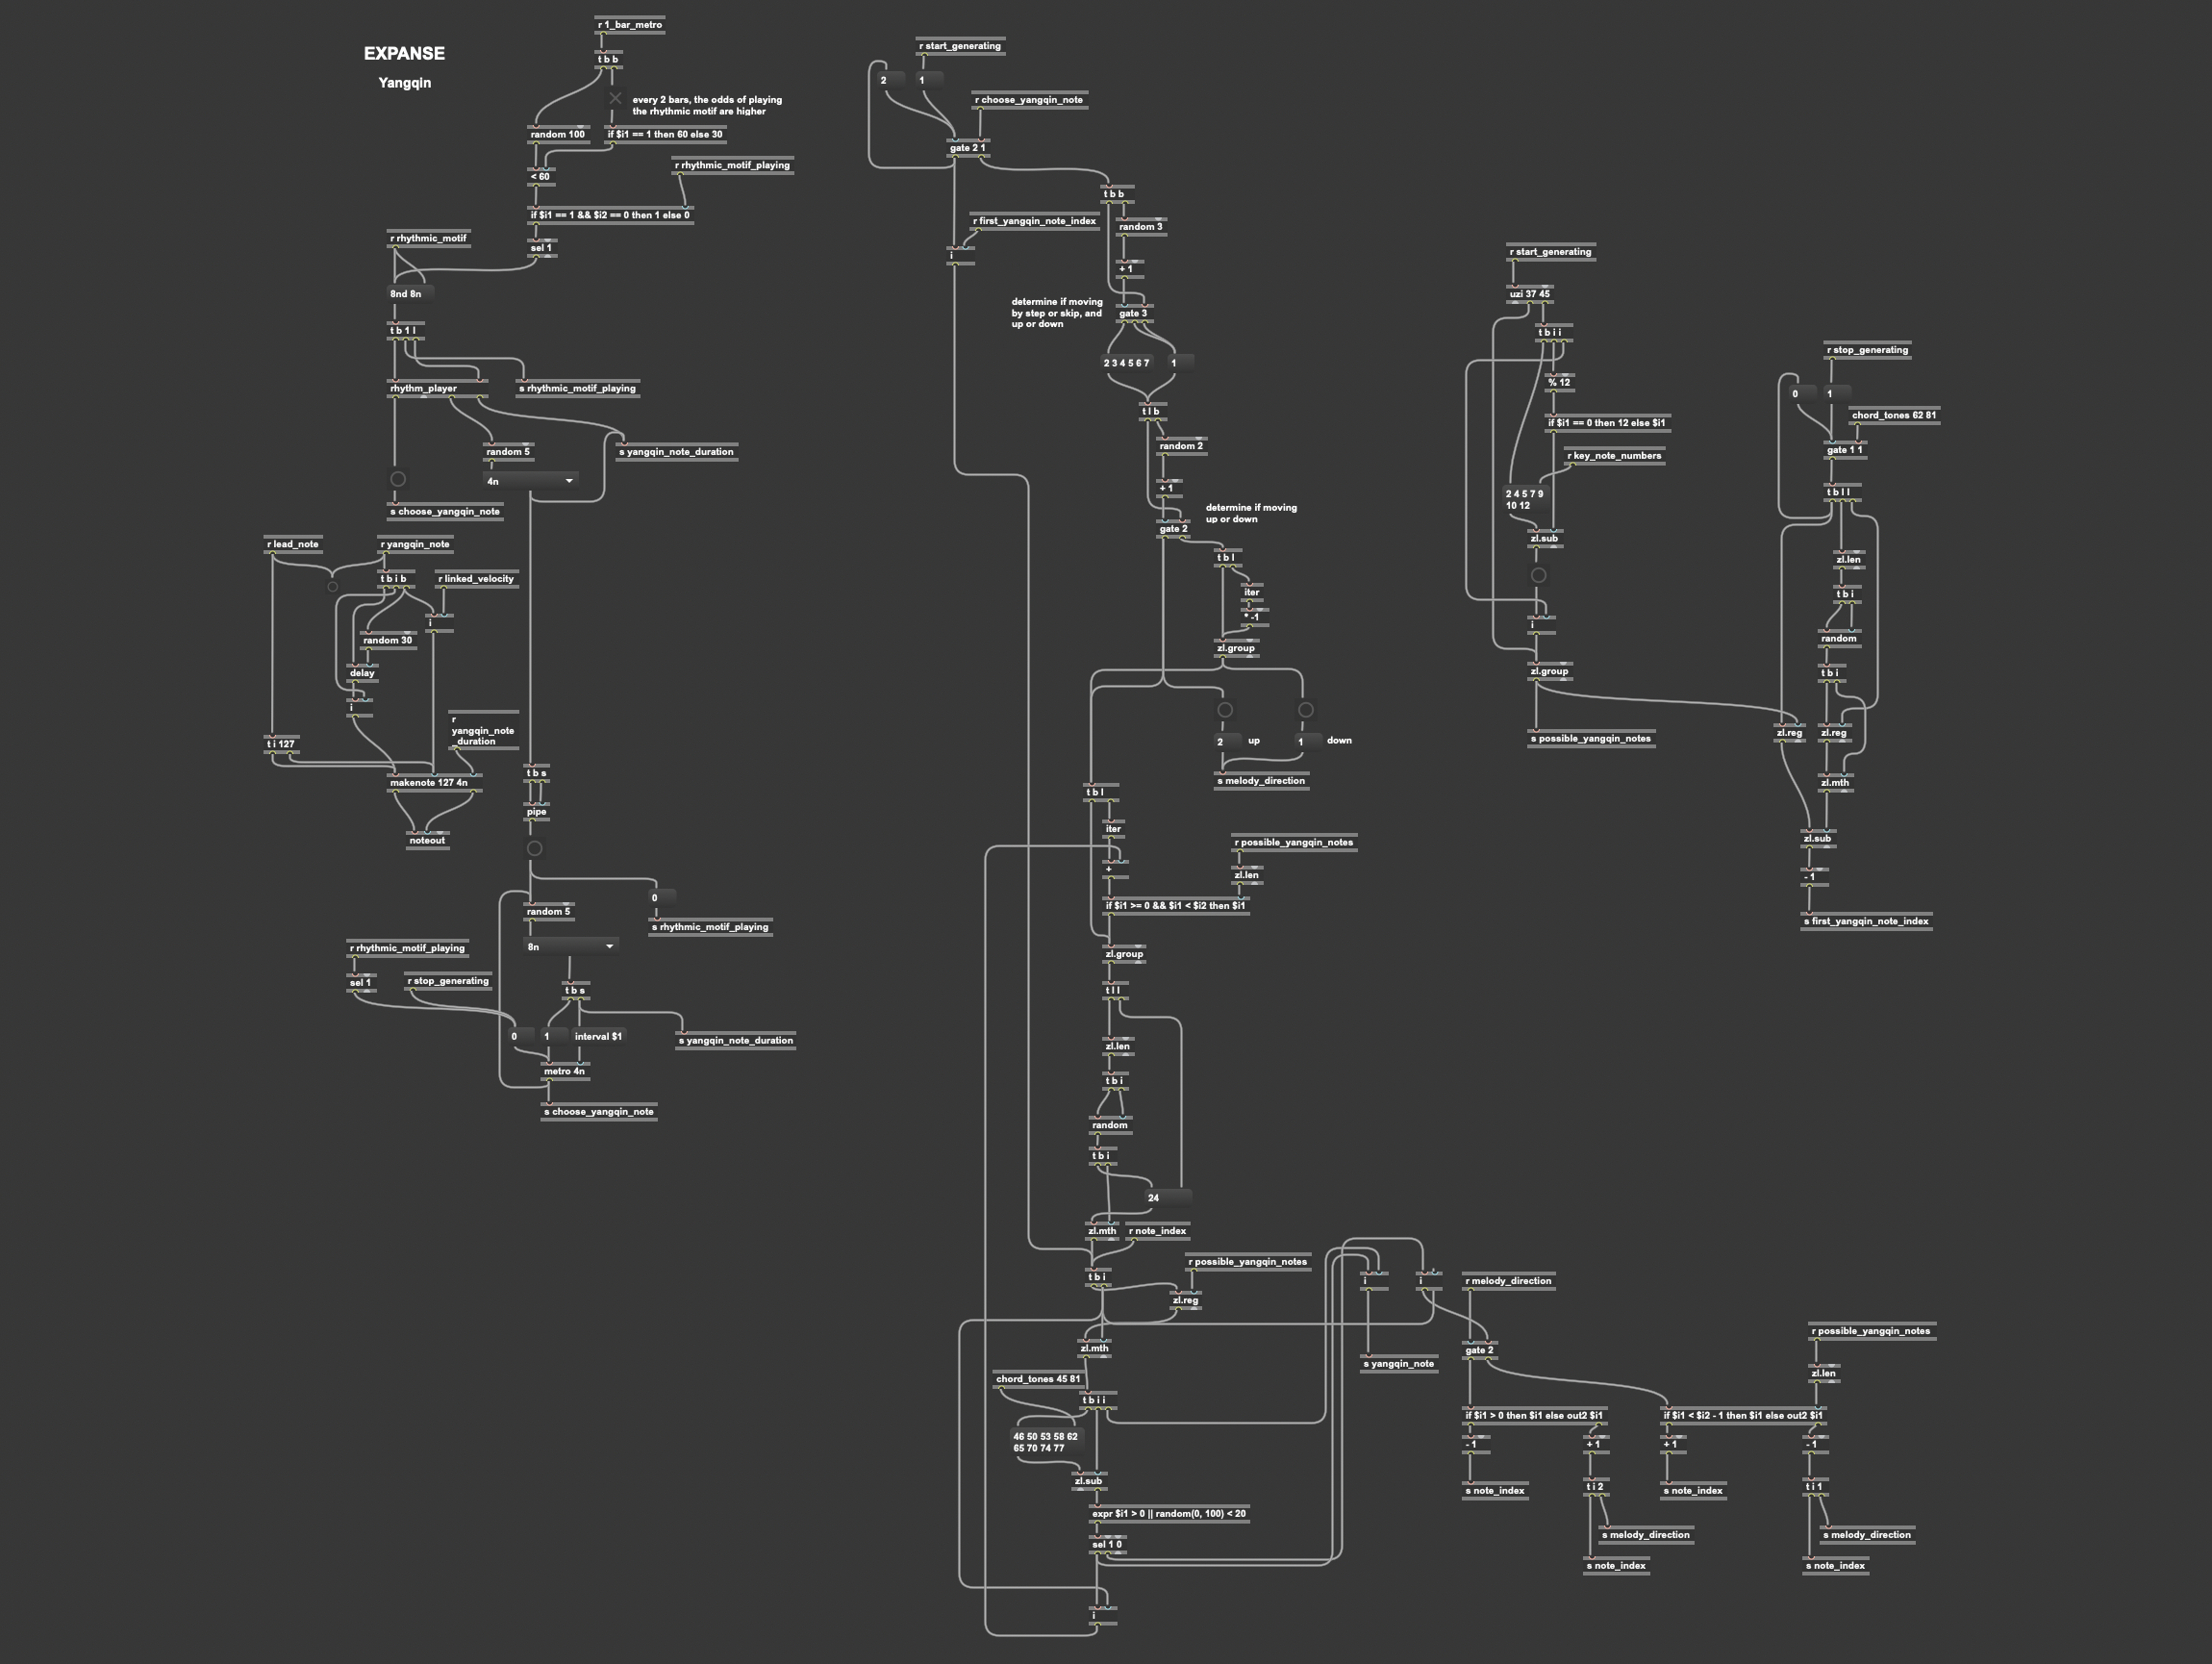 EXPANSE
Yangqin
r 1_bar_metro
t b b
every 2 bars, the odds of playing
the rhythmic motif are higher
random 100
if $i1 == 1 then 60 else 30
< 60
r rhythmic_motif_playing
if $i1 == 1 && $i2 == 0 then 1 else 0
sel 1
r rhythmic_motif
8nd 8n
t b 1 l
rhythm_player
s rhythmic_motif_playing
random 5
s yangqin_note_duration
4n
s choose_yangqin_note
r lead_note
r yangqin_note
t b i b
r linked_velocity
i
random 30
delay
i
r
yangqin_note
_duration
t i 127
makenote 127 4n
noteout
t b s
pipe
0
random 5
s rhythmic_motif_playing
8n
r rhythmic_motif_playing
sel 1
r stop_generating
t b s
0
1
interval $1
s yangqin_note_duration
metro 4n
s choose_yangqin_note
r start_generating
2
1
r choose_yangqin_note
gate 2 1
t b b
r first_yangqin_note_index
random 3
i
+ 1
determine if moving
by step or skip, and
up or down
gate 3
2 3 4 5 6 7
1
t l b
random 2
+ 1
determine if moving
up or down
gate 2
t b l
iter
* -1
zl.group
2
up
1
down
s melody_direction
t b l
iter
r possible_yangqin_notes
+
zl.len
if $i1 >= 0 && $i1 < $i2 then $i1
zl.group
t l l
zl.len
t b i
random
t b i
24
zl.mth
r note_index
r possible_yangqin_notes
t b i
zl.reg
zl.mth
chord_tones 45 81
t b i i
46 50 53 58 62
65 70 74 77
zl.sub
expr $i1 > 0 || random(0, 100) < 20
sel 1 0
i
i
i
s yangqin_note
r melody_direction
gate 2
r possible_yangqin_notes
zl.len
if $i1 > 0 then $i1 else out2 $i1
if $i1 < $i2 - 1 then $i1 else out2 $i1
- 1
+ 1
+ 1
- 1
s note_index
t i 2
s note_index
t i 1
s melody_direction
s melody_direction
s note_index
s note_index
r start_generating
uzi 37 45
t b i i
% 12
if $i1 == 0 then 12 else $i1
r key_note_numbers
2 4 5 7 9
10 12
zl.sub
i
zl.group
s possible_yangqin_notes
r stop_generating
0
1
chord_tones 62 81
gate 1 1
t b l l
zl.len
t b i
random
t b i
zl.reg
zl.reg
zl.mth
zl.sub
- 1
s first_yangqin_note_index